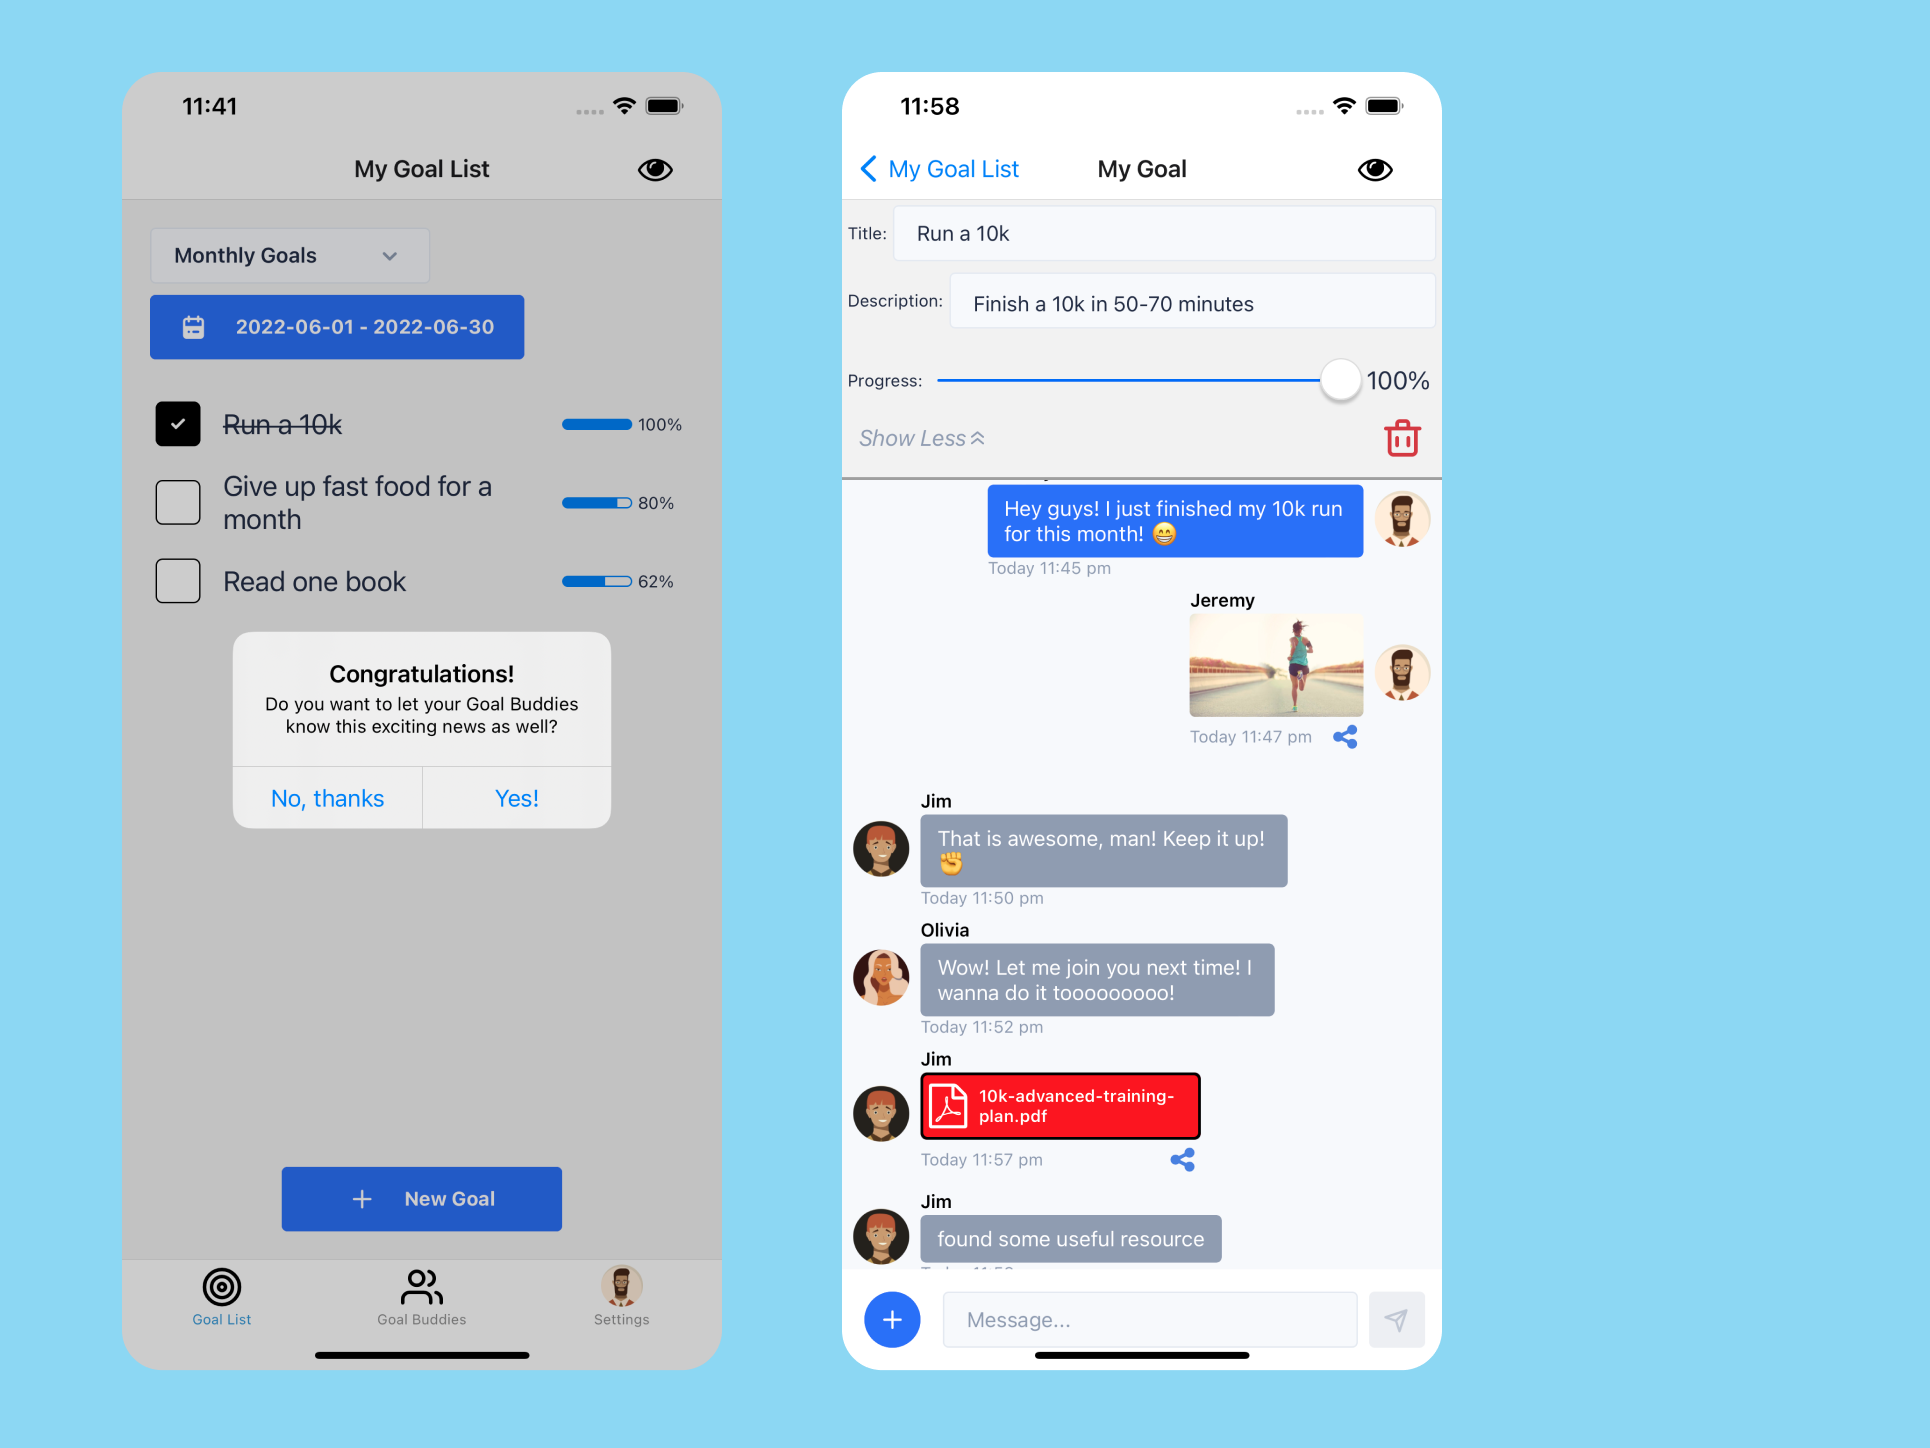 11:41
My Goal List
Monthly Goals
2022-06-01 - 2022-06-30
Run a 10k
100%
Give up fast food for a
month
80%
Read one book
62%
Congratulations!
Do you want to let your Goal Buddies
know this exciting news as well?
No, thanks
Yes!
New Goal
Goal List
Goal Buddies
Settings
11:58
My Goal List
My Goal
Title:
Run a 10k
Description:
Finish a 10k in 50-70 minutes
Progress:
100%
Show Less
Hey guys! I just finished my 10k run
for this month! 😁
Today 11:45 pm
Jeremy
Today 11:47 pm
Jim
That is awesome, man! Keep it up!
✊
Today 11:50 pm
Olivia
Wow! Let me join you next time! I
wanna do it tooooooooo!
Today 11:52 pm
Jim
10k-advanced-training-
plan.pdf
Today 11:57 pm
Jim
found some useful resource
Message...